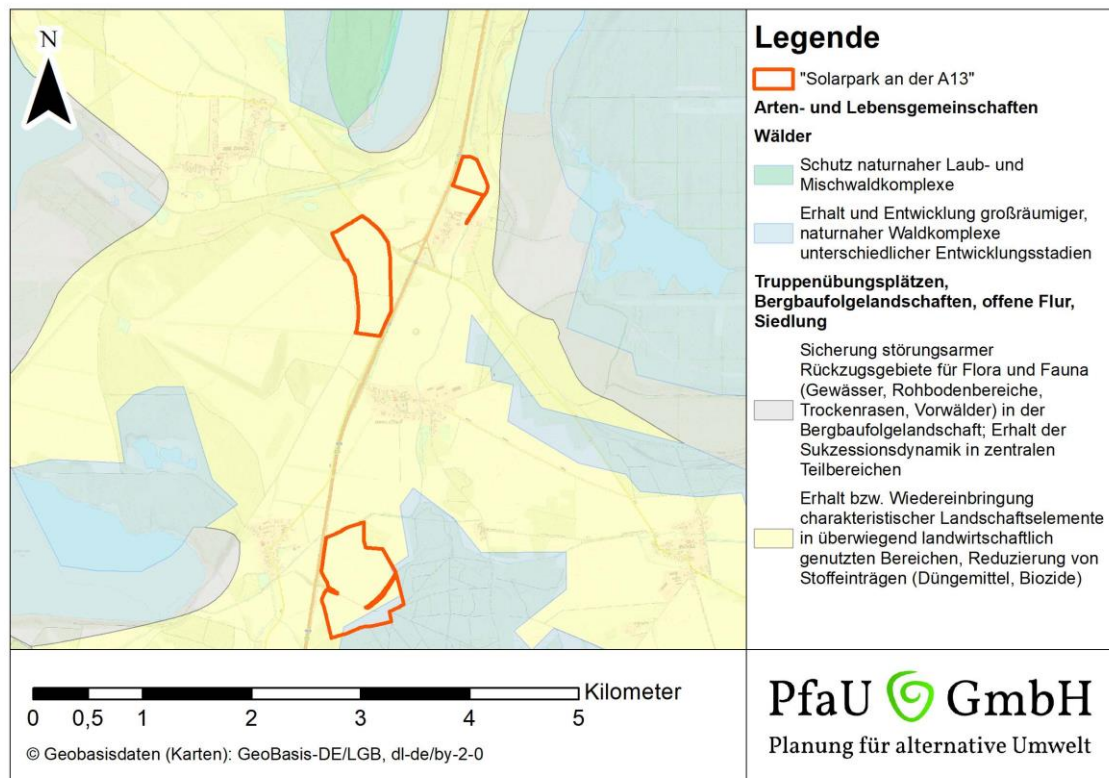 N
Legende
"Solarpark an der A13"
Arten- und Lebensgemeinschaften
Wälder
Schutz naturnaher Laub- und
Mischwaldkomplexe
Erhalt und Entwicklung großräumiger,
naturnaher Waldkomplexe
unterschiedlicher Entwicklungsstadien
Truppenübungsplätzen,
Bergbaufolgelandschaften, offene Flur,
Siedlung
Sicherung störungsarmer
Rückzugsgebiete für Flora und Fauna
(Gewässer, Rohbodenbereiche,
Trockenrasen, Vorwälder) in der
Bergbaufolgelandschaft; Erhalt der
Sukzessionsdynamik in zentralen
Teilbereichen
Erhalt bzw. Wiedereinbringung
charakteristischer Landschaftselemente
in überwiegend landwirtschaftlich
genutzten Bereichen, Reduzierung von
Stoffeinträgen (Düngemittel, Biozide)
Kilometer
0 0,5 1 2 3 4 5
© Geobasisdaten (Karten): GeoBasis-DE/LGB, dl-de/by-2-0
PfaU GmbH
Planung für alternative Umwelt